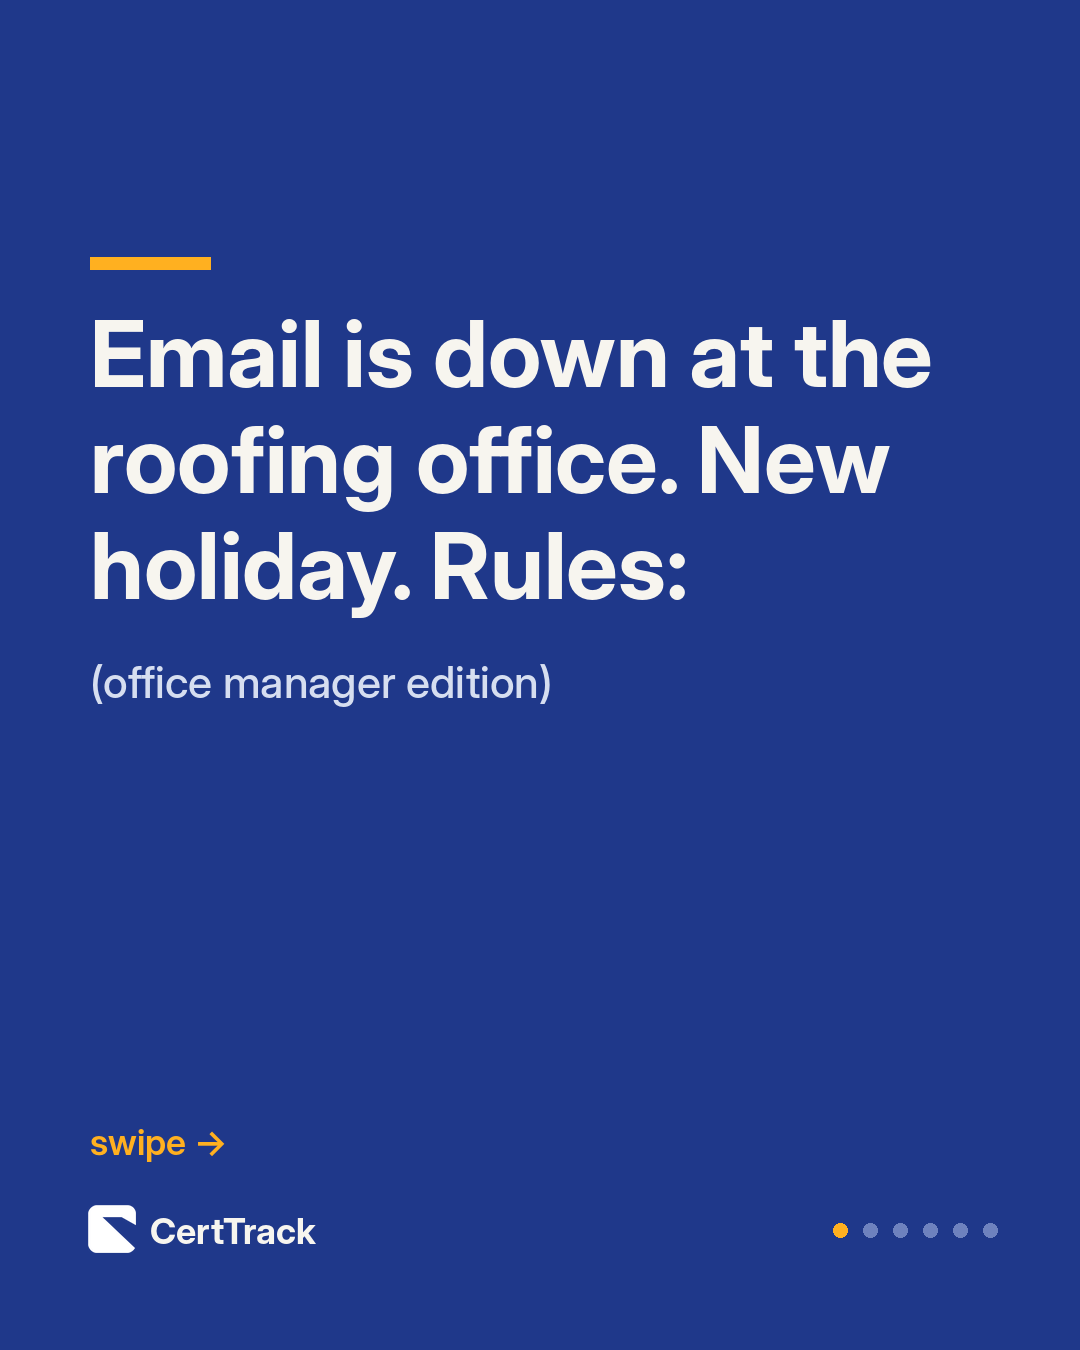 Email is down at the
roofing office. New
holiday. Rules:
(office manager edition)
swipe →
CertTrack